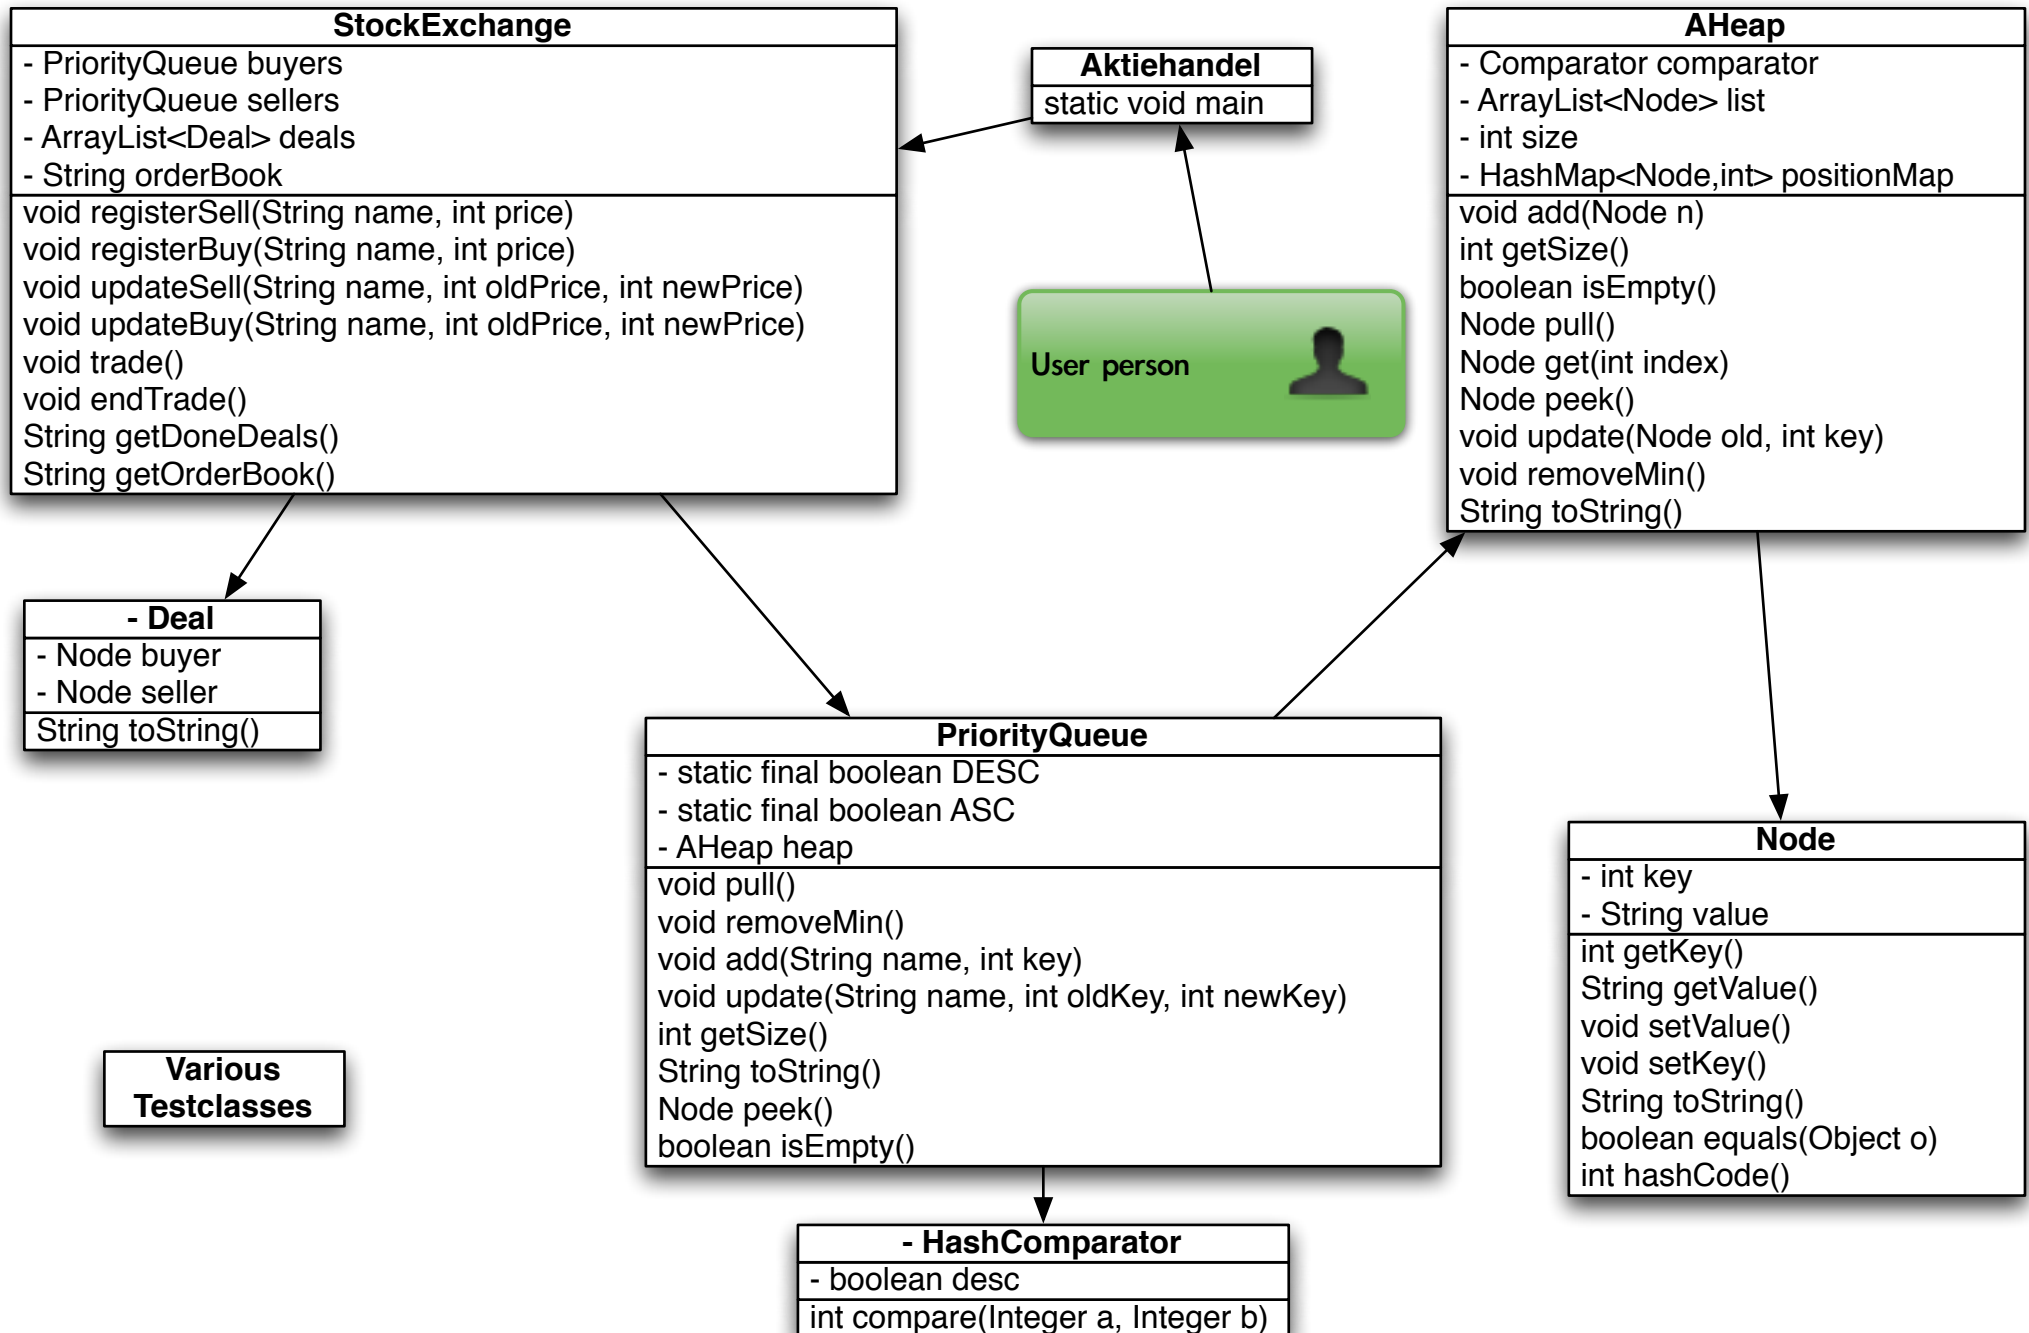 StockExchange
- PriorityQueue buyers
- PriorityQueue sellers
- ArrayList<Deal> deals
- String orderBook
void registerSell(String name, int price)
void registerBuy(String name, int price)
void updateSell(String name, int oldPrice, int newPrice)
void updateBuy(String name, int oldPrice, int newPrice)
void trade()
void endTrade()
String getDoneDeals()
String getOrderBook()
Aktiehandel
static void main
User person
AHeap
- Comparator comparator
- ArrayList<Node> list
- int size
- HashMap<Node,int> positionMap
void add(Node n)
int getSize()
boolean isEmpty()
Node pull()
Node get(int index)
Node peek()
void update(Node old, int key)
void removeMin()
String toString()
- Deal
- Node buyer
- Node seller
String toString()
PriorityQueue
- static final boolean DESC
- static final boolean ASC
- AHeap heap
void pull()
void removeMin()
void add(String name, int key)
void update(String name, int oldKey, int newKey)
int getSize()
String toString()
Node peek()
boolean isEmpty()
Node
- int key
- String value
int getKey()
String getValue()
void setValue()
void setKey()
String toString()
boolean equals(Object o)
int hashCode()
Various
Testclasses
- HashComparator
- boolean desc
int compare(Integer a, Integer b)